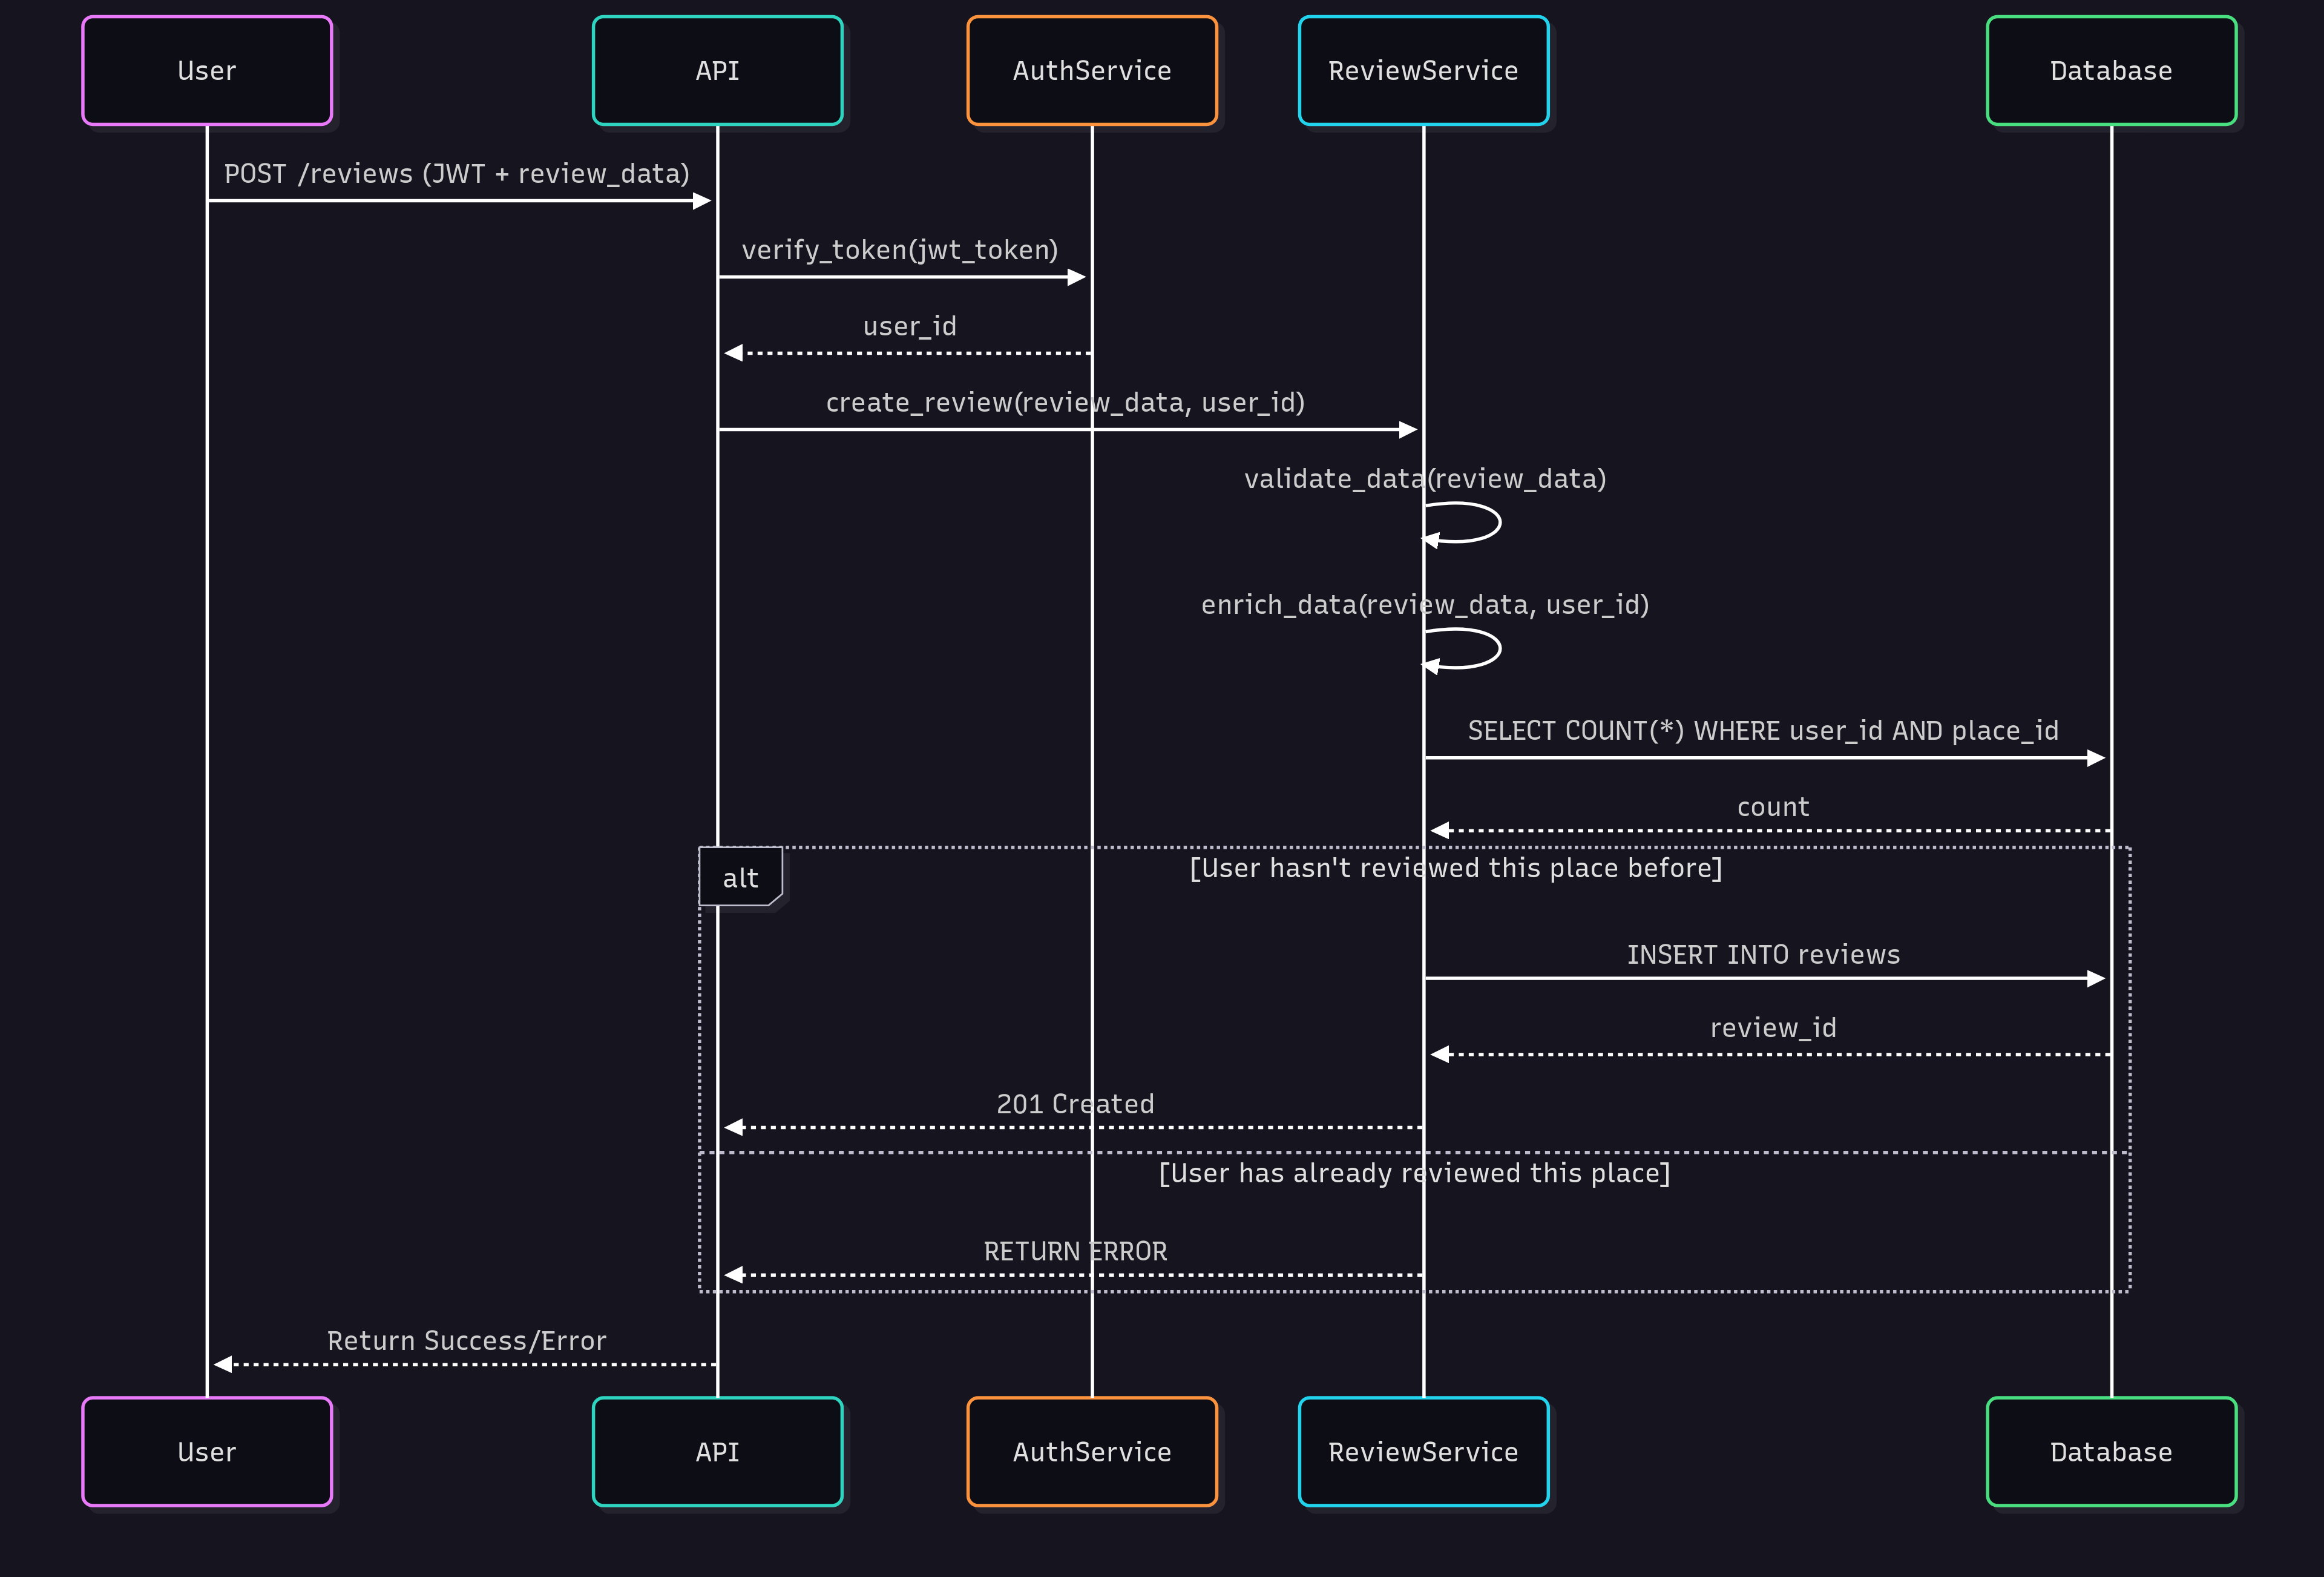 User
API
AuthService
ReviewService
Database
POST /reviews (JWT + review_data)
verify_token(jwt_token)
user_id
create_review(review_data, user_id)
validate_data(review_data)
enrich_data(review_data, user_id)
SELECT COUNT(*) WHERE user_id AND place_id
count
alt
[User hasn't reviewed this place before]
INSERT INTO reviews
review_id
201 Created
[User has already reviewed this place]
RETURN ERROR
Return Success/Error
User
API
AuthService
ReviewService
Database